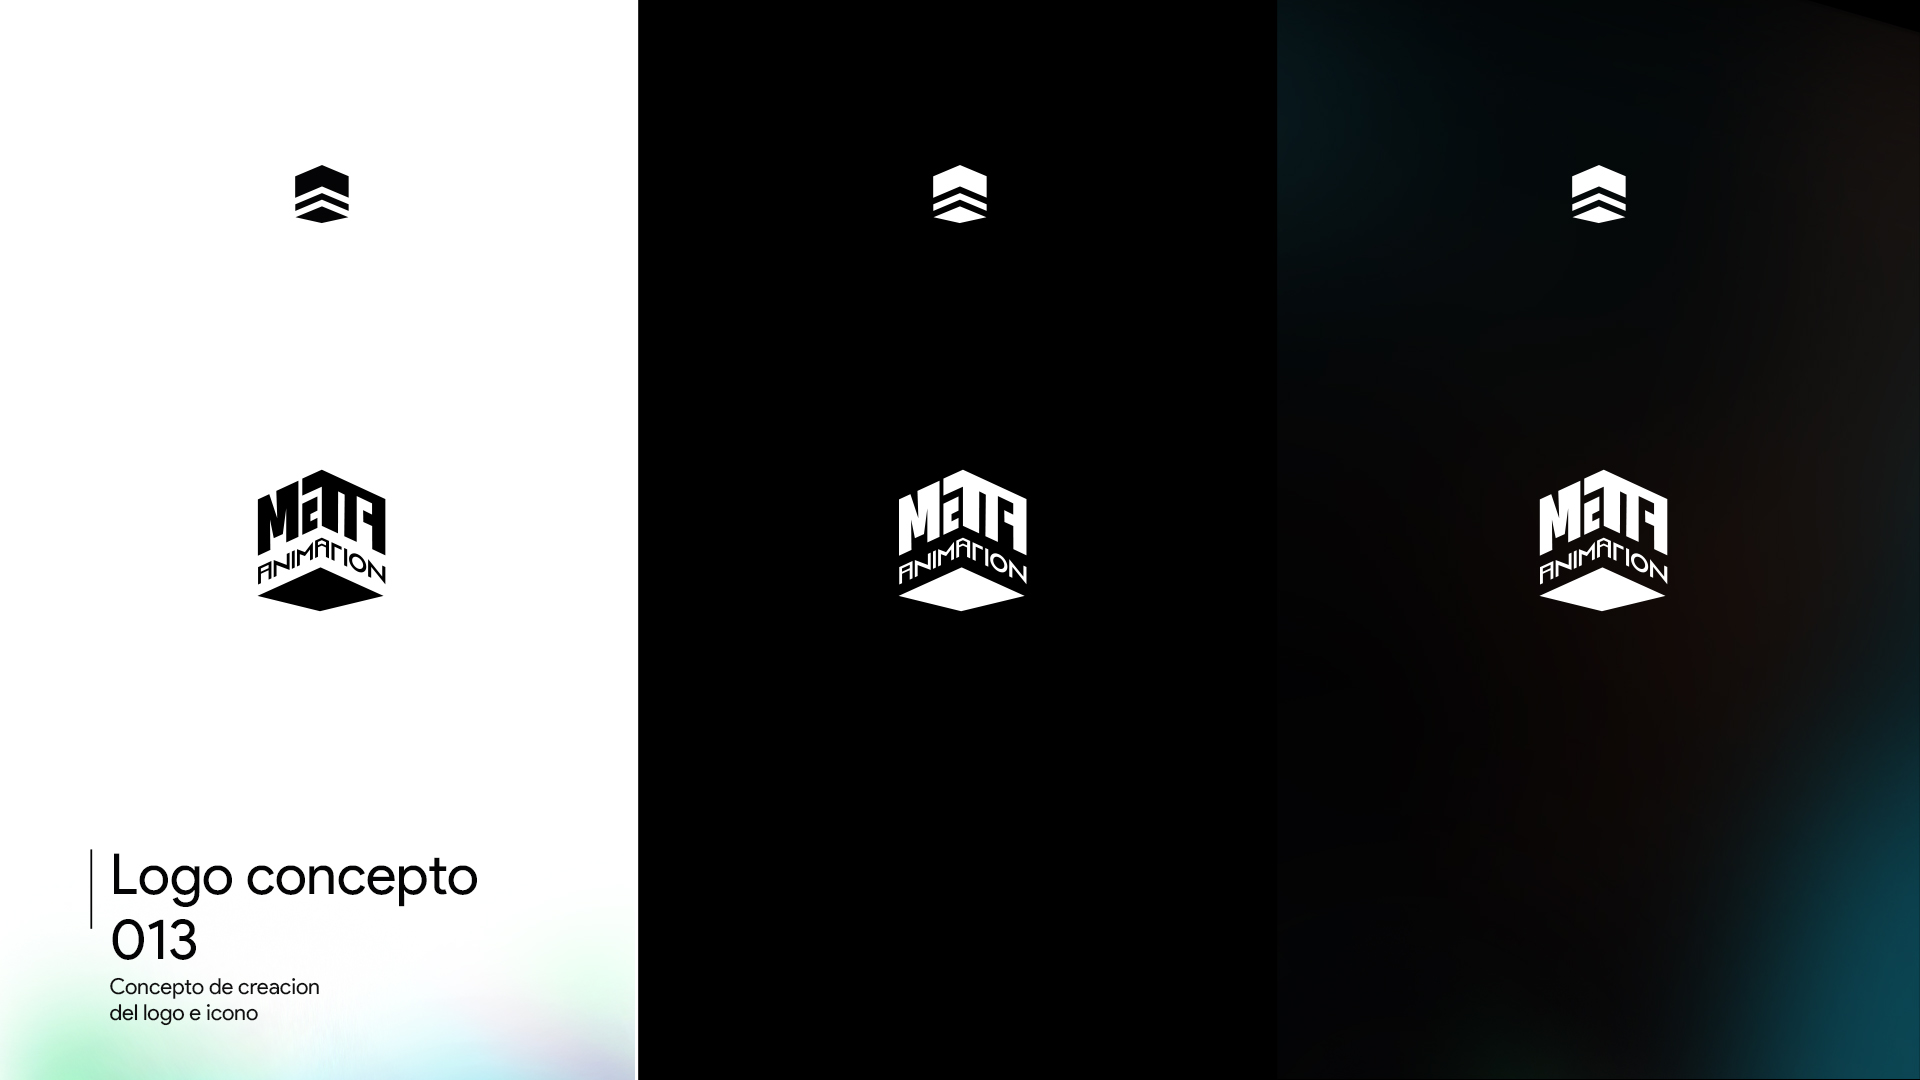 META
ANIMATION
META
ANIMATION
META
ANIMATION
Logo concepto
013
Concepto de creacion
del logo e icono